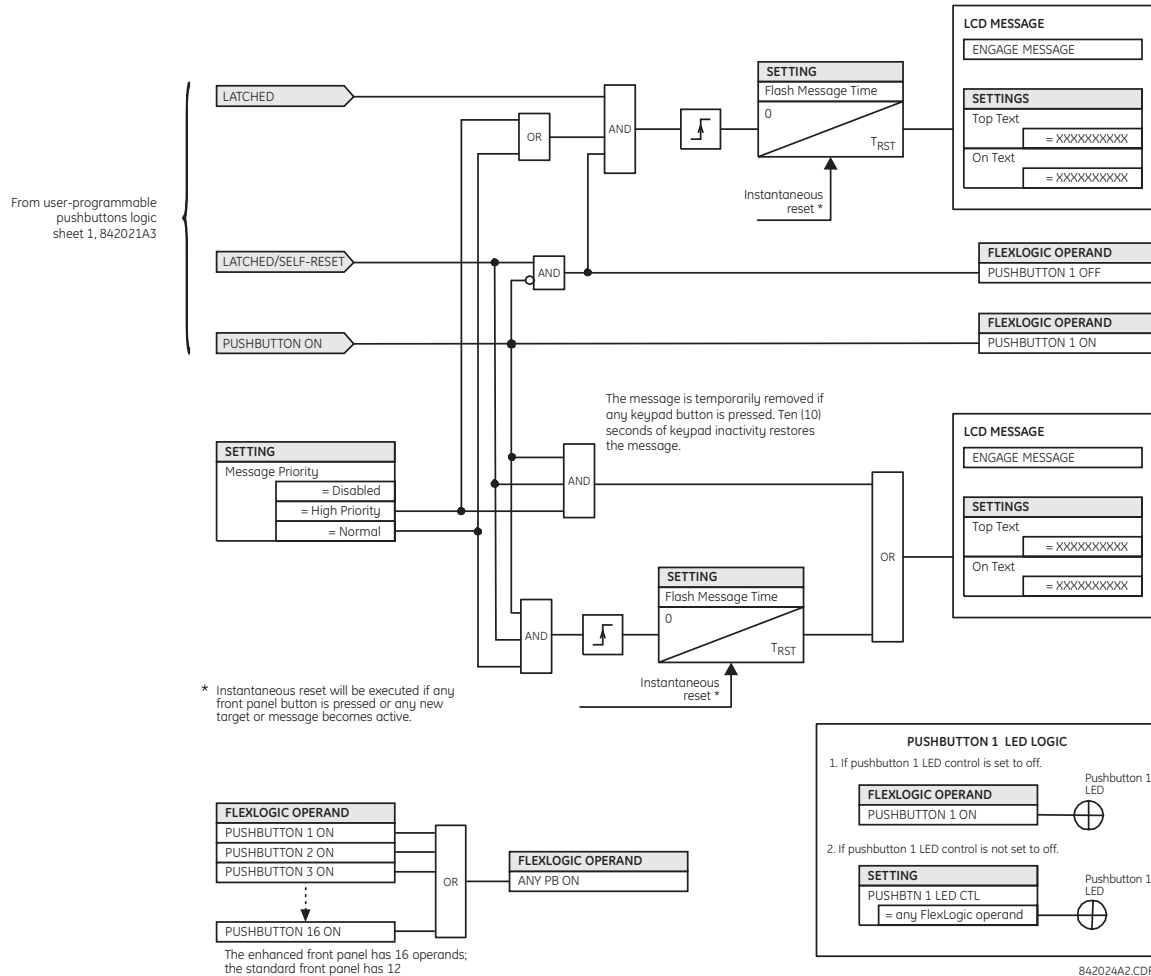 From user-programmable
pushbuttons logic
sheet 1, 842021A3
LATCHED
LATCHED/SELF-RESET
PUSHBUTTON ON
OR
AND
AND
SETTING
Flash Message Time
0
TRST
Instantaneous
reset *
LCD MESSAGE
ENGAGE MESSAGE
SETTINGS
Top Text
= XXXXXXXXXX
On Text
= XXXXXXXXXX
FLEXLOGIC OPERAND
PUSHBUTTON 1 OFF
FLEXLOGIC OPERAND
PUSHBUTTON 1 ON
The message is temporarily removed if
any keypad button is pressed. Ten (10)
seconds of keypad inactivity restores
the message.
SETTING
Message Priority
= Disabled
= High Priority
= Normal
AND
AND
SETTING
Flash Message Time
0
TRST
Instantaneous
reset *
OR
LCD MESSAGE
ENGAGE MESSAGE
SETTINGS
Top Text
= XXXXXXXXXX
On Text
= XXXXXXXXXX
* Instantaneous reset will be executed if any
front panel button is pressed or any new
target or message becomes active.
FLEXLOGIC OPERAND
PUSHBUTTON 1 ON
PUSHBUTTON 2 ON
PUSHBUTTON 3 ON
PUSHBUTTON 16 ON
OR
FLEXLOGIC OPERAND
ANY PB ON
The enhanced front panel has 16 operands;
the standard front panel has 12
PUSHBUTTON 1 LED LOGIC
1. If pushbutton 1 LED control is set to off.
FLEXLOGIC OPERAND
PUSHBUTTON 1 ON
Pushbutton 1
LED
2. If pushbutton 1 LED control is not set to off.
SETTING
PUSHBTN 1 LED CTL
= any FlexLogic operand
Pushbutton 1
LED
842024A2.CDR